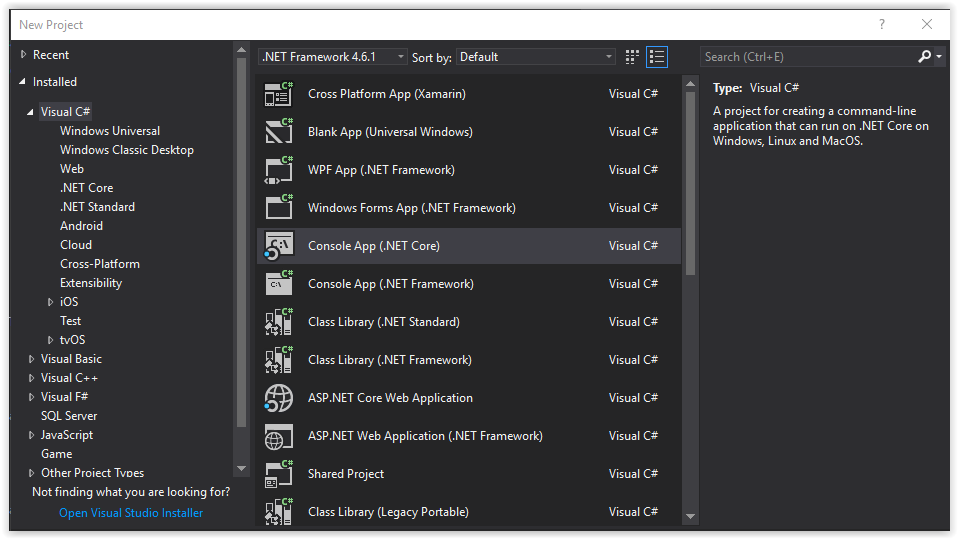 New Project
?
Recent
Installed
Visual C#
Windows Universal
Windows Classic Desktop
Web
.NET Core
.NET Standard
Android
Cloud
Cross-Platform
Extensibility
iOS
Test
tvOS
Visual Basic
Visual C++
Visual F#
SQL Server
JavaScript
Game
Other Project Types
Not finding what you are looking for?
Open Visual Studio Installer
.NET Framework 4.6.1 Sort by: Default
Cross Platform App (Xamarin) Visual C#
Blank App (Universal Windows) Visual C#
WPF App (.NET Framework) Visual C#
Windows Forms App (.NET Framework) Visual C#
Console App (.NET Core) Visual C#
Console App (.NET Framework) Visual C#
Class Library (.NET Standard) Visual C#
Class Library (.NET Framework) Visual C#
ASP.NET Core Web Application Visual C#
ASP.NET Web Application (.NET Framework) Visual C#
Shared Project Visual C#
Class Library (Legacy Portable) Visual C#
Search (Ctrl+E)
Type: Visual C#
A project for creating a command-line
application that can run on .NET Core on
Windows, Linux and MacOS.